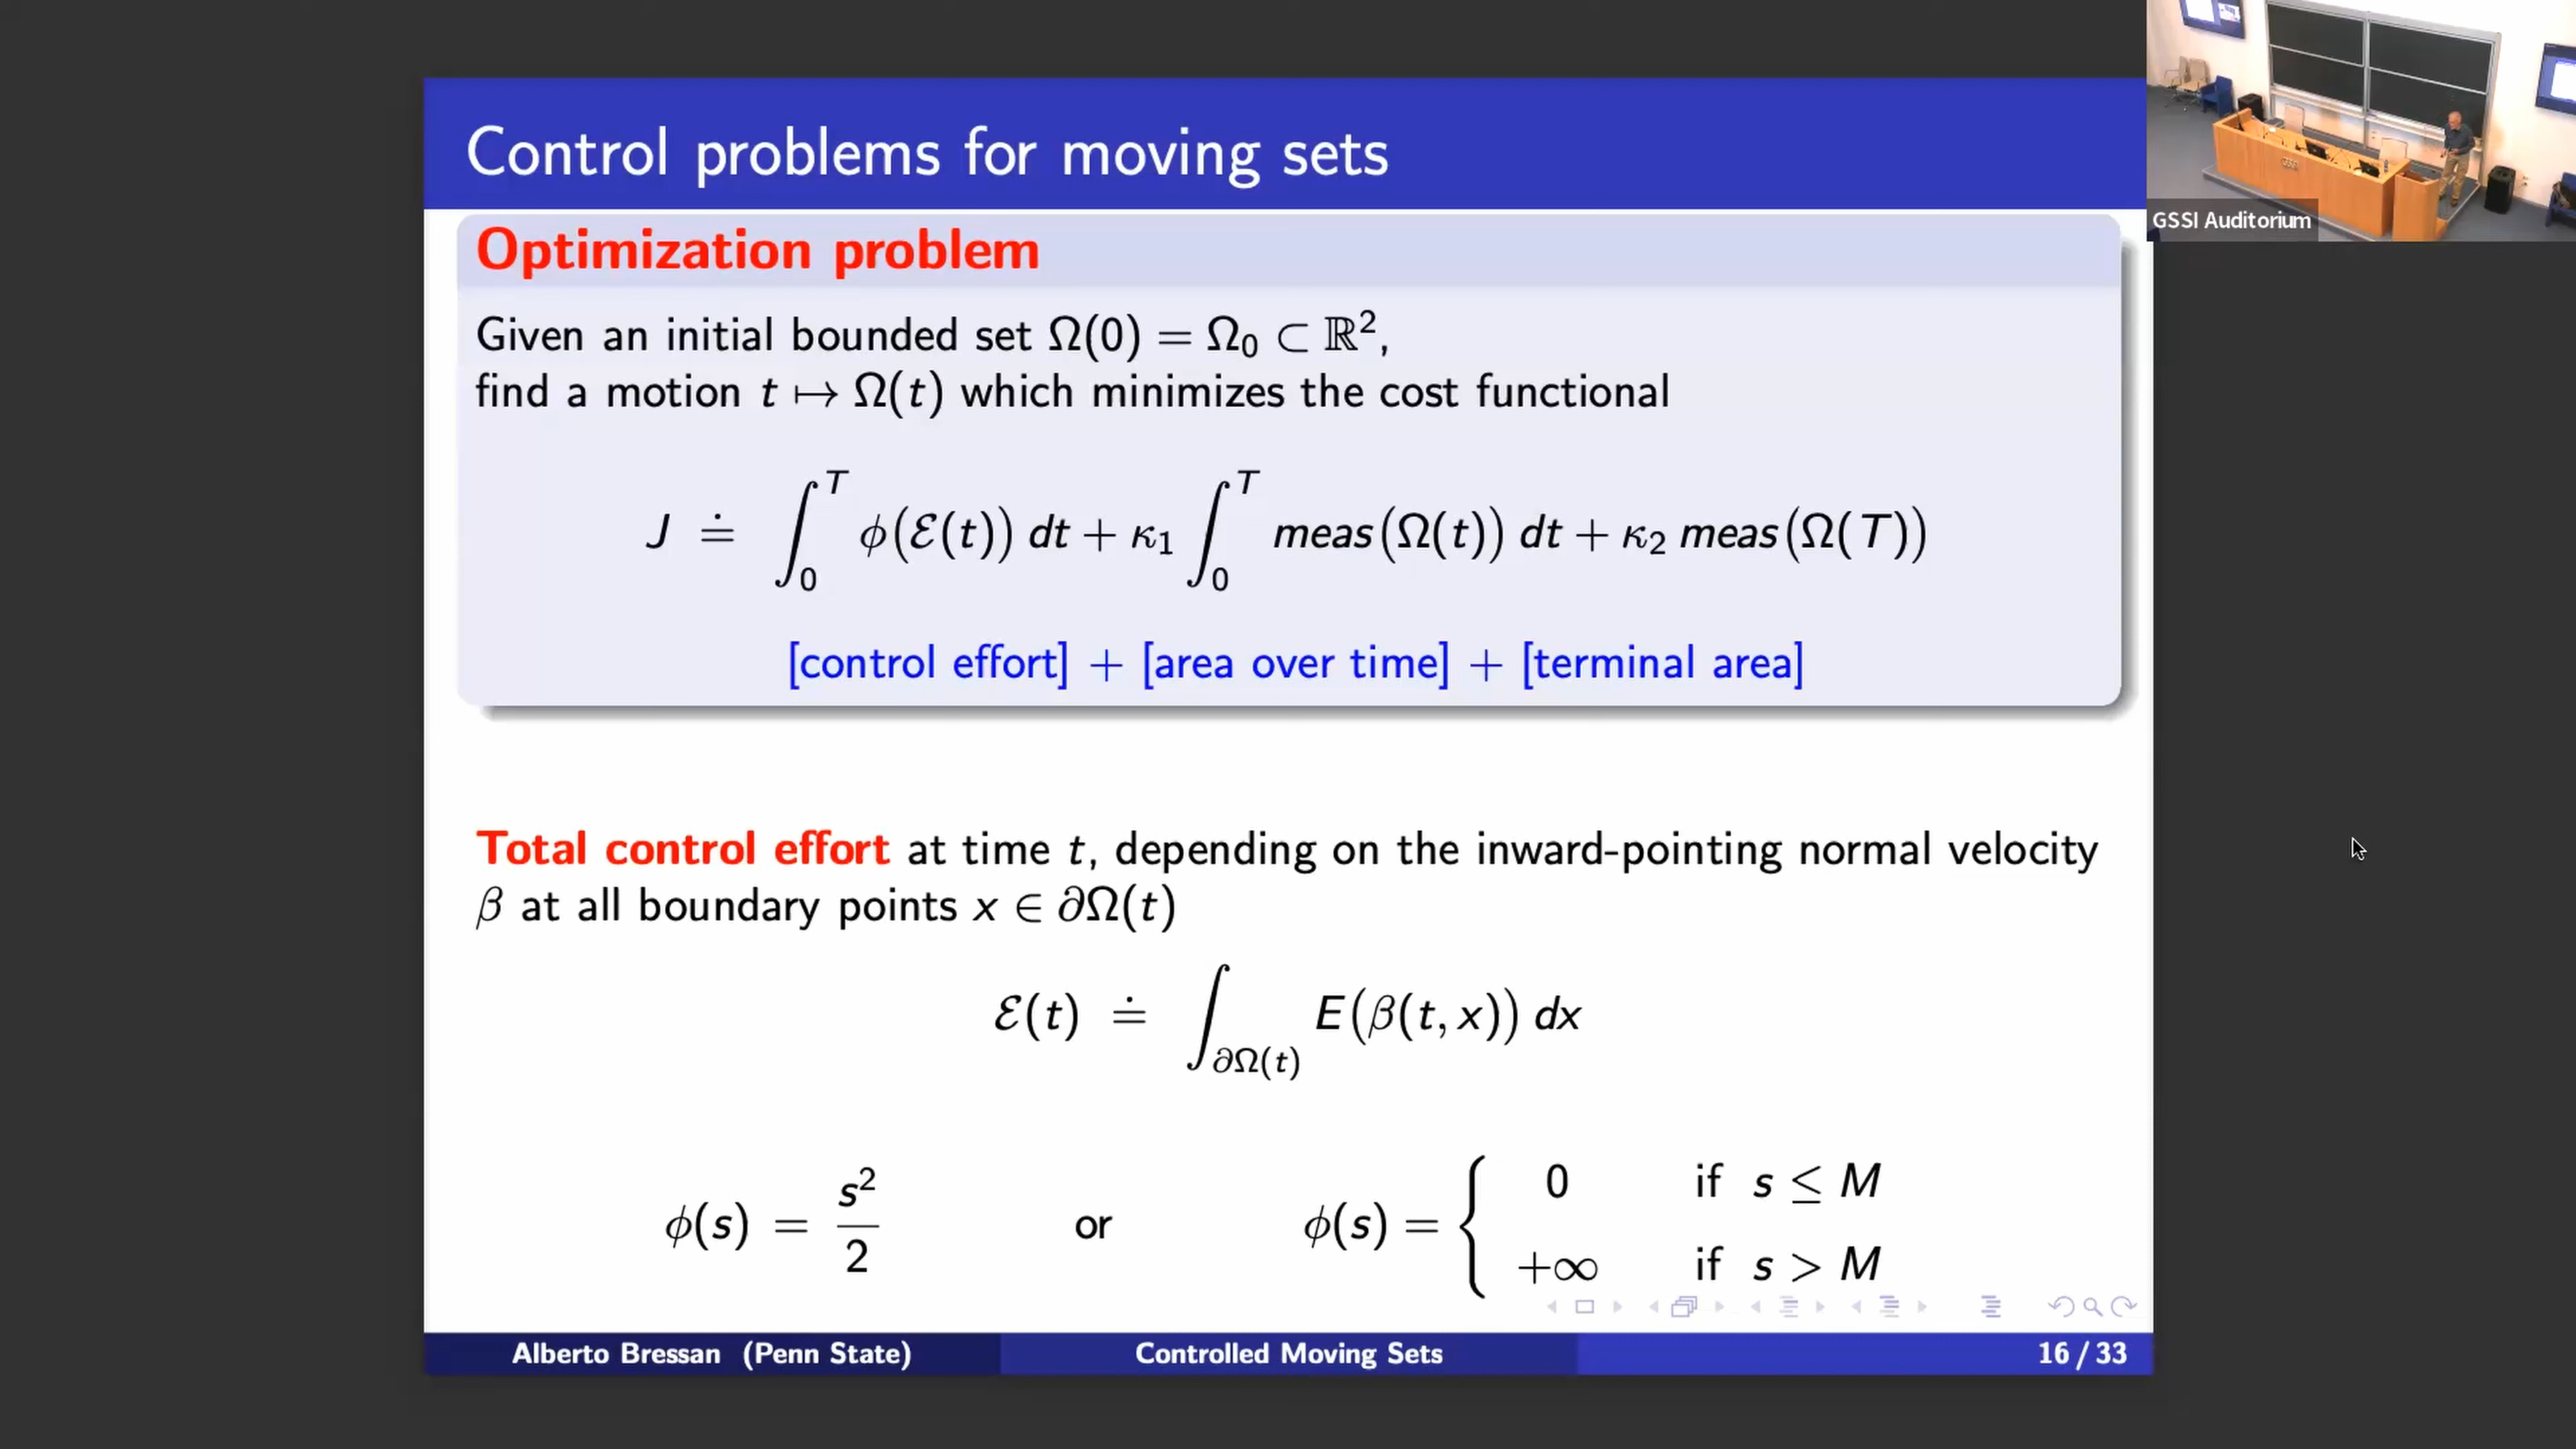 Control problems for moving sets
GSSI Auditorium
Optimization problem
Given an initial bounded set Ω(0) = Ω₀ ⊂ ℝ²,
find a motion t ↦ Ω(t) which minimizes the cost functional
J ≐ ∫₀ᵀ ϕ(ℰ(t)) dt + κ₁ ∫₀ᵀ meas(Ω(t)) dt + κ₂ meas(Ω(T))
[control effort] + [area over time] + [terminal area]
Total control effort at time t, depending on the inward-pointing normal velocity
β at all boundary points x ∈ ∂Ω(t)
ℰ(t) ≐ ∫_{∂Ω(t)} E(β(t, x)) dx
ϕ(s) = s²/2 or ϕ(s) = { 0 if s ≤ M
+∞ if s > M
Alberto Bressan (Penn State) Controlled Moving Sets 16 / 33